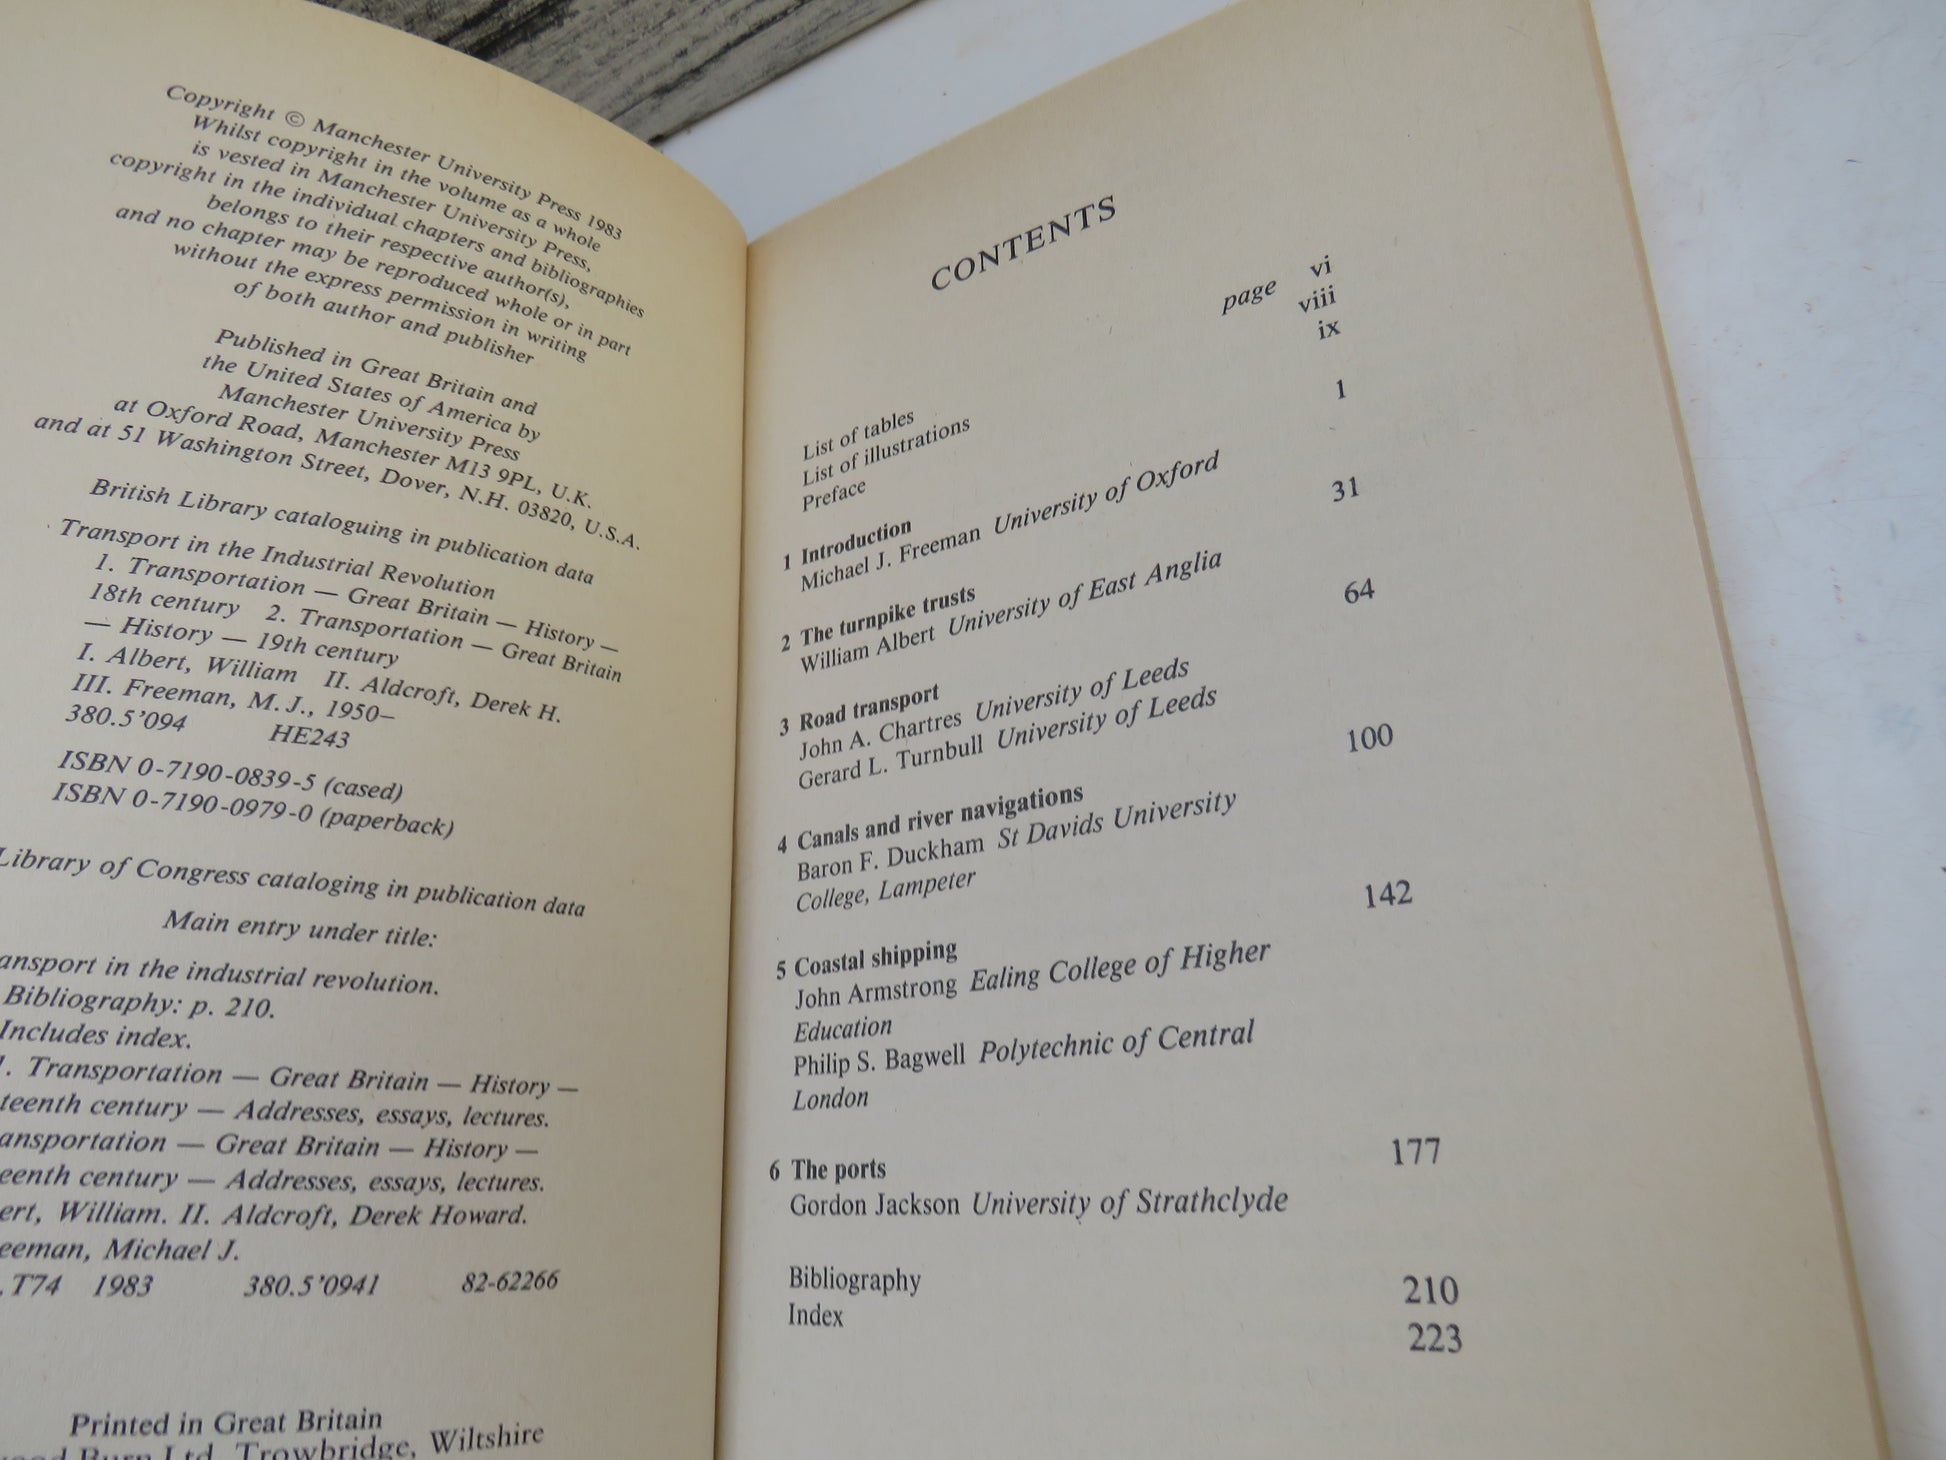 Copyright © Manchester University Press 1983
Whilst copyright in the volume as a whole
is vested in Manchester University Press,
copyright in the individual chapters and bibliographies
belongs to their respective author(s),
and no chapter may be reproduced whole or in part
without the express permission in writing
of both author and publisher
Published in Great Britain and
the United States of America by
Manchester University Press
at Oxford Road, Manchester M13 9PL, U.K.
and at 51 Washington Street, Dover, N.H. 03820, U.S.A.
British Library cataloguing in publication data
Transport in the Industrial Revolution
1. Transportation — Great Britain — History —
18th century 2. Transportation — Great Britain
— History — 19th century
I. Albert, William II. Aldcroft, Derek H.
III. Freeman, M. J., 1950–
380.5'094 HE243
ISBN 0-7190-0839-5 (cased)
ISBN 0-7190-0979-0 (paperback)
Library of Congress cataloging in publication data
Main entry under title:
ansport in the industrial revolution.
Bibliography: p. 210.
Includes index.
1. Transportation — Great Britain — History —
teenth century — Addresses, essays, lectures.
ansportation — Great Britain — History —
eenth century — Addresses, essays, lectures.
ert, William. II. Aldcroft, Derek Howard.
eeman, Michael J.
. T74 1983 380.5'0941 82-62266
Printed in Great Britain
Burn Ltd, Trowbridge, Wiltshire
CONTENTS
List of tables page vi
List of illustrations viii
Preface ix
1 Introduction 1
Michael J. Freeman University of Oxford
2 The turnpike trusts 31
William Albert University of East Anglia
3 Road transport 64
John A. Chartres University of Leeds
Gerard L. Turnbull University of Leeds
4 Canals and river navigations 100
Baron F. Duckham St Davids University
College, Lampeter
5 Coastal shipping 142
John Armstrong Ealing College of Higher
Education
Philip S. Bagwell Polytechnic of Central
London
6 The ports 177
Gordon Jackson University of Strathclyde
Bibliography 210
Index 223